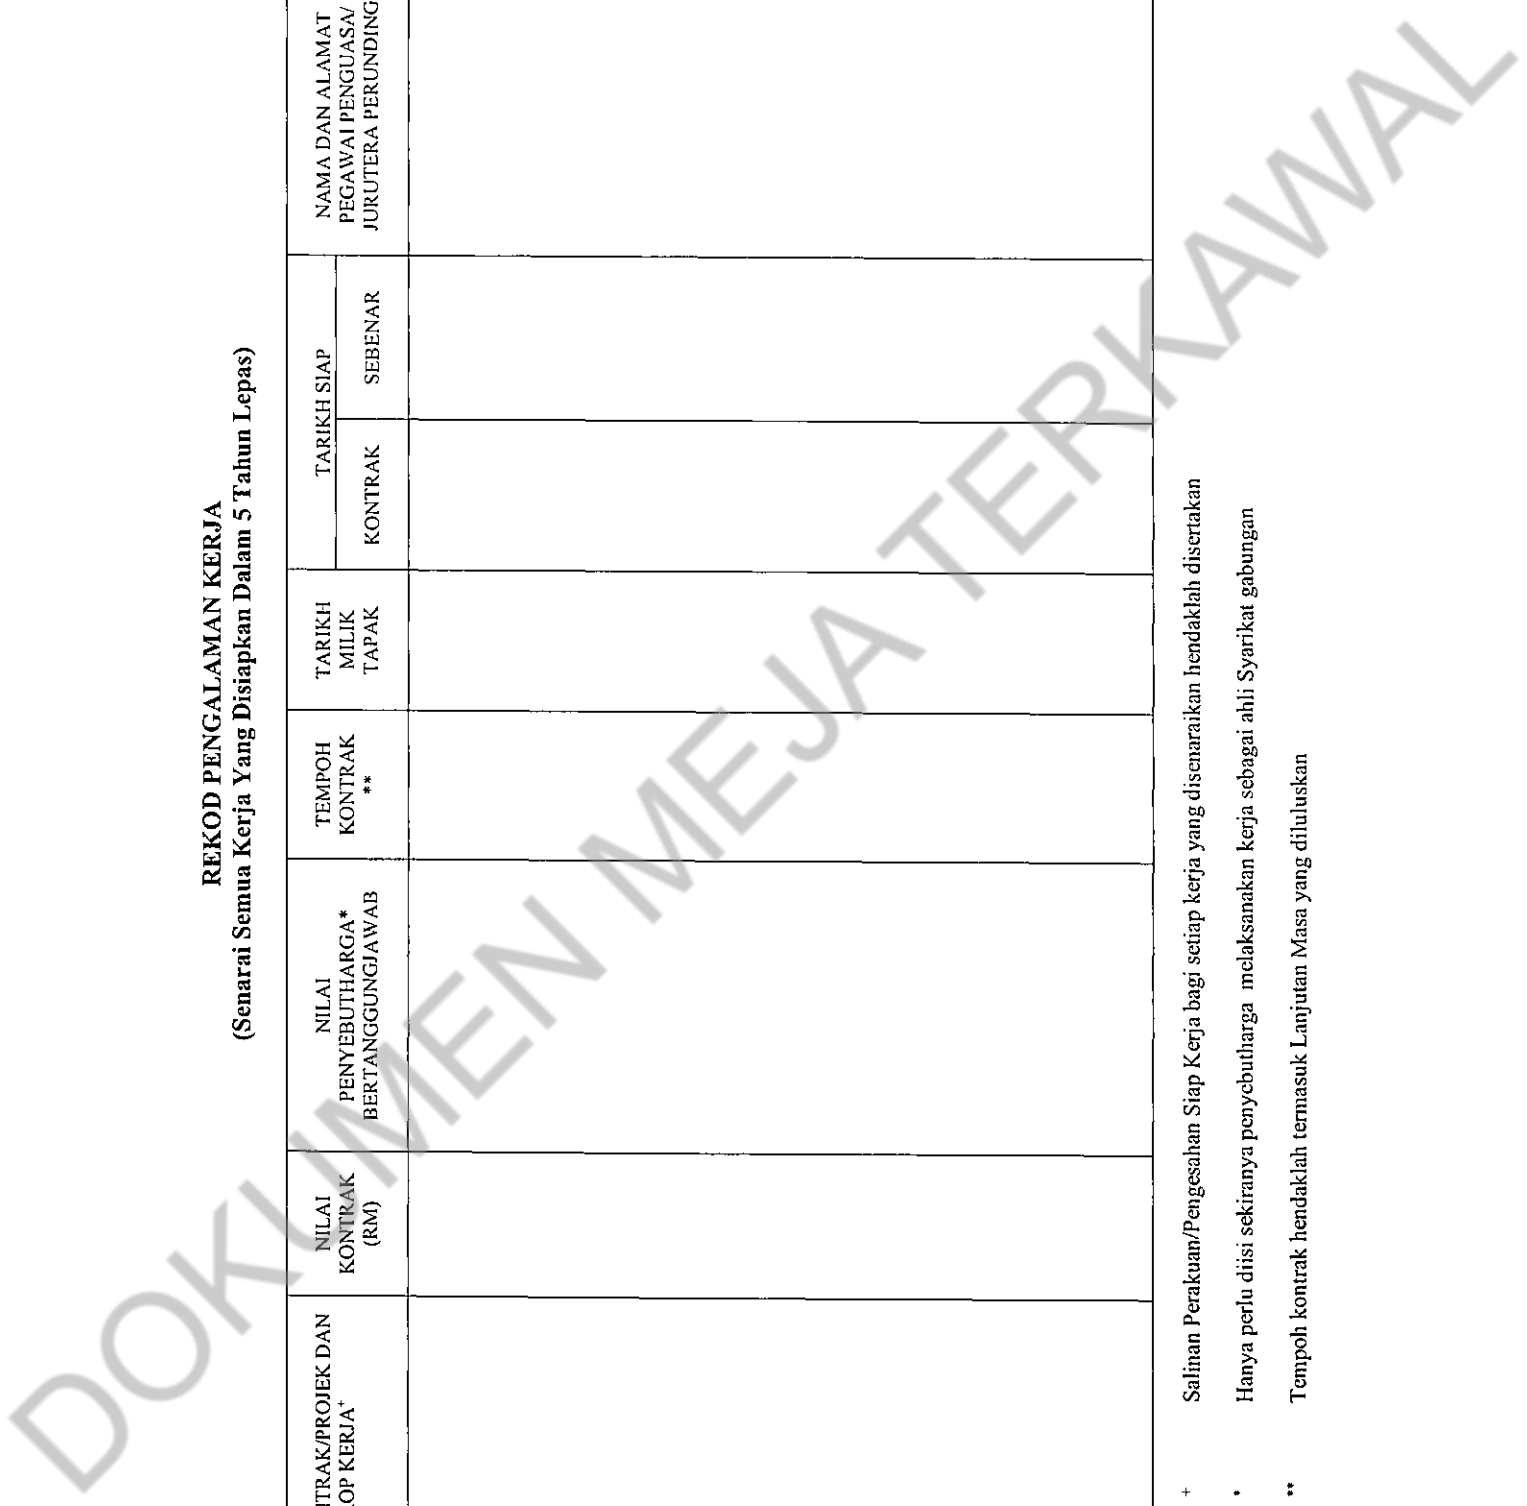 REKOD PENGALAMAN KERJA
(Senarai Semua Kerja Yang Disiapkan Dalam 5 Tahun Lepas)
TRAK/PROJEK DAN
OP KERJA⁺
NILAI
KONTRAK
(RM)
NILAI
PENYEBUTHARGA*
BERTANGGUNGJAWAB
TEMPOH
KONTRAK
**
TARIKH
MILIK
TAPAK
TARIKH SIAP
KONTRAK
SEBENAR
NAMA DAN ALAMAT
PEGAWAI PENGUASA/
JURUTERA PERUNDING
+ Salinan Perakuan/Pengesahan Siap Kerja bagi setiap kerja yang disenaraikan hendaklah disertakan
* Hanya perlu diisi sekiranya penyebutharga melaksanakan kerja sebagai ahli Syarikat gabungan
** Tempoh kontrak hendaklah termasuk Lanjutan Masa yang diluluskan
DOKUMEN MEJA TERKAWAL